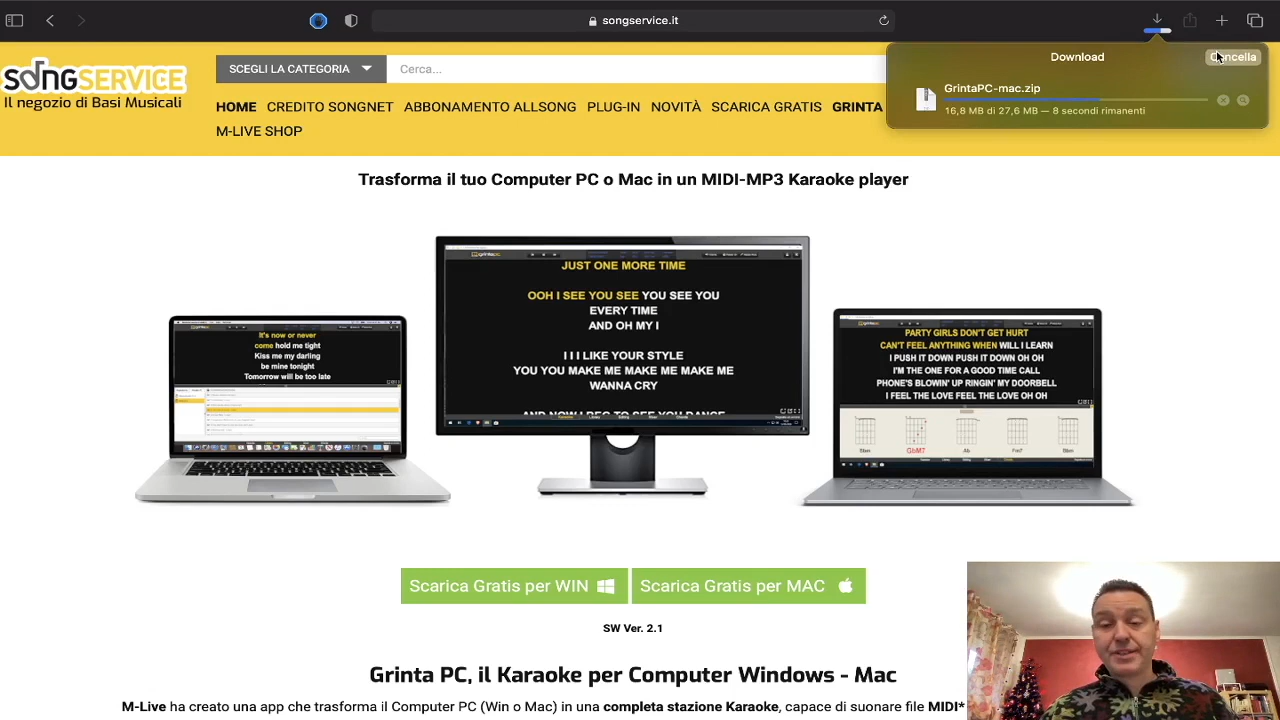 songservice.it
SONGSERVICE
Il negozio di Basi Musicali
SCEGLI LA CATEGORIA
Cerca...
Download
Cancella
GrintaPC-mac.zip
16,8 MB di 27,6 MB — 8 secondi rimanenti
HOME CREDITO SONGNET ABBONAMENTO ALLSONG PLUG-IN NOVITÀ SCARICA GRATIS GRINTA
M-LIVE SHOP
Trasforma il tuo Computer PC o Mac in un MIDI-MP3 Karaoke player
It's now or never
come hold me tight
Kiss me my darling
be mine tonight
Tomorrow will be too late
JUST ONE MORE TIME
OOH I SEE YOU SEE YOU SEE YOU
EVERY TIME
AND OH MY I
I I I LIKE YOUR STYLE
YOU YOU MAKE ME MAKE ME MAKE ME
WANNA CRY
AND NOW I BEG TO SEE YOU DANCE
PARTY GIRLS DON'T GET HURT
CAN'T FEEL ANYTHING WHEN WILL I LEARN
I PUSH IT DOWN PUSH IT DOWN OH OH
I'M THE ONE FOR A GOOD TIME CALL
PHONE'S BLOWIN' UP RINGIN' MY DOORBELL
I FEEL THE LOVE FEEL THE LOVE OH OH
Scarica Gratis per WIN
Scarica Gratis per MAC
SW Ver. 2.1
Grinta PC, il Karaoke per Computer Windows - Mac
M-Live ha creato una app che trasforma il Computer PC (Win o Mac) in una completa stazione Karaoke, capace di suonare file MIDI*